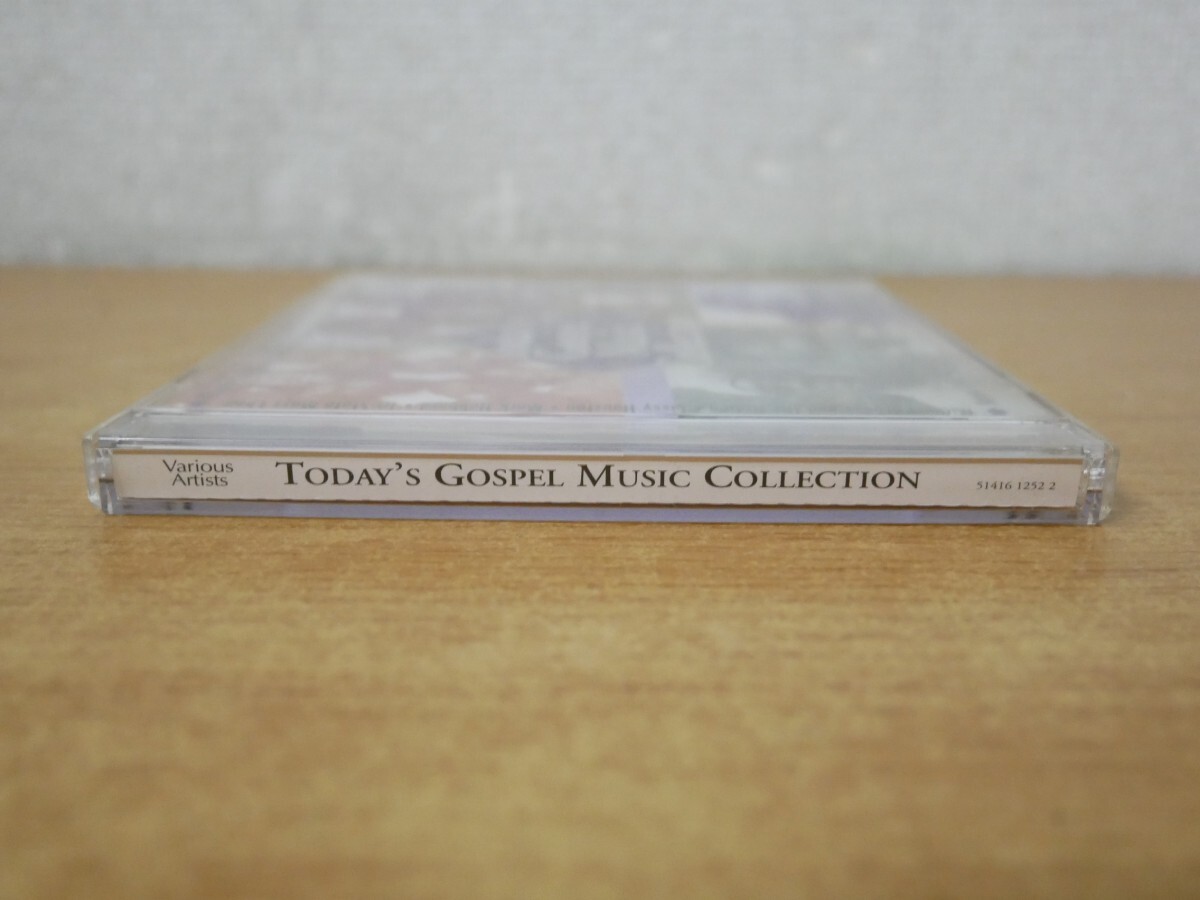 Various
Artists
TODAY'S GOSPEL MUSIC COLLECTION
51416 1252 2